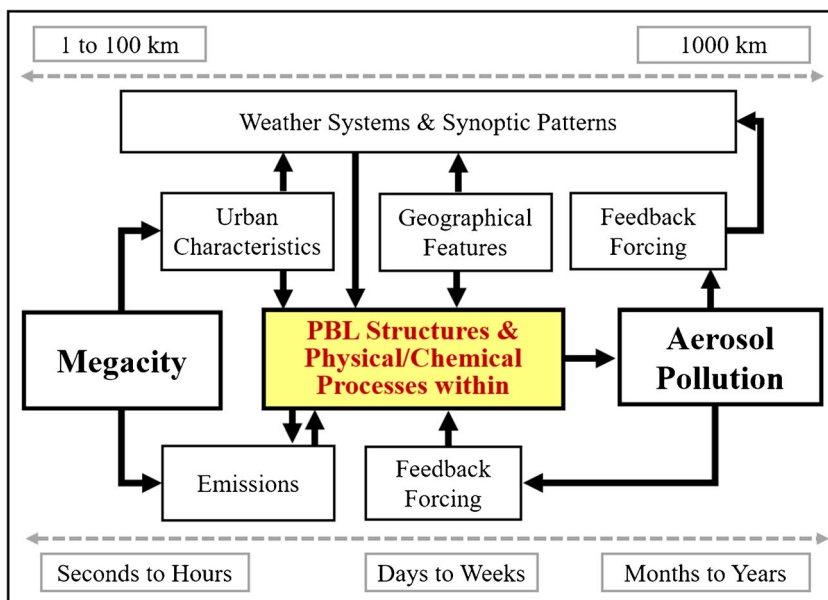 1 to 100 km
1000 km
Weather Systems & Synoptic Patterns
Urban
Characteristics
Geographical
Features
Feedback
Forcing
Megacity
PBL Structures &
Physical/Chemical
Processes within
Aerosol
Pollution
Emissions
Feedback
Forcing
Seconds to Hours
Days to Weeks
Months to Years